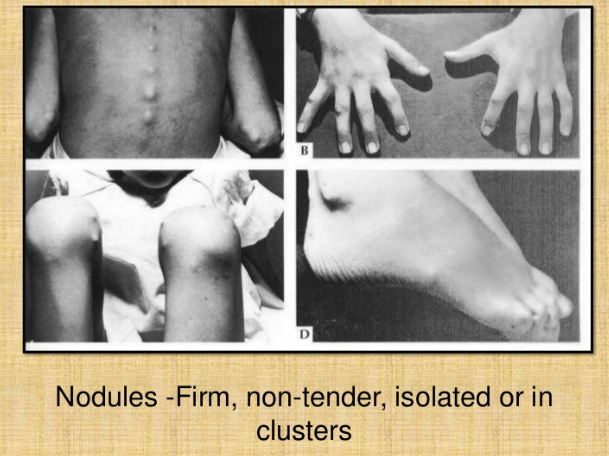 B
D
Nodules -Firm, non-tender, isolated or in
clusters